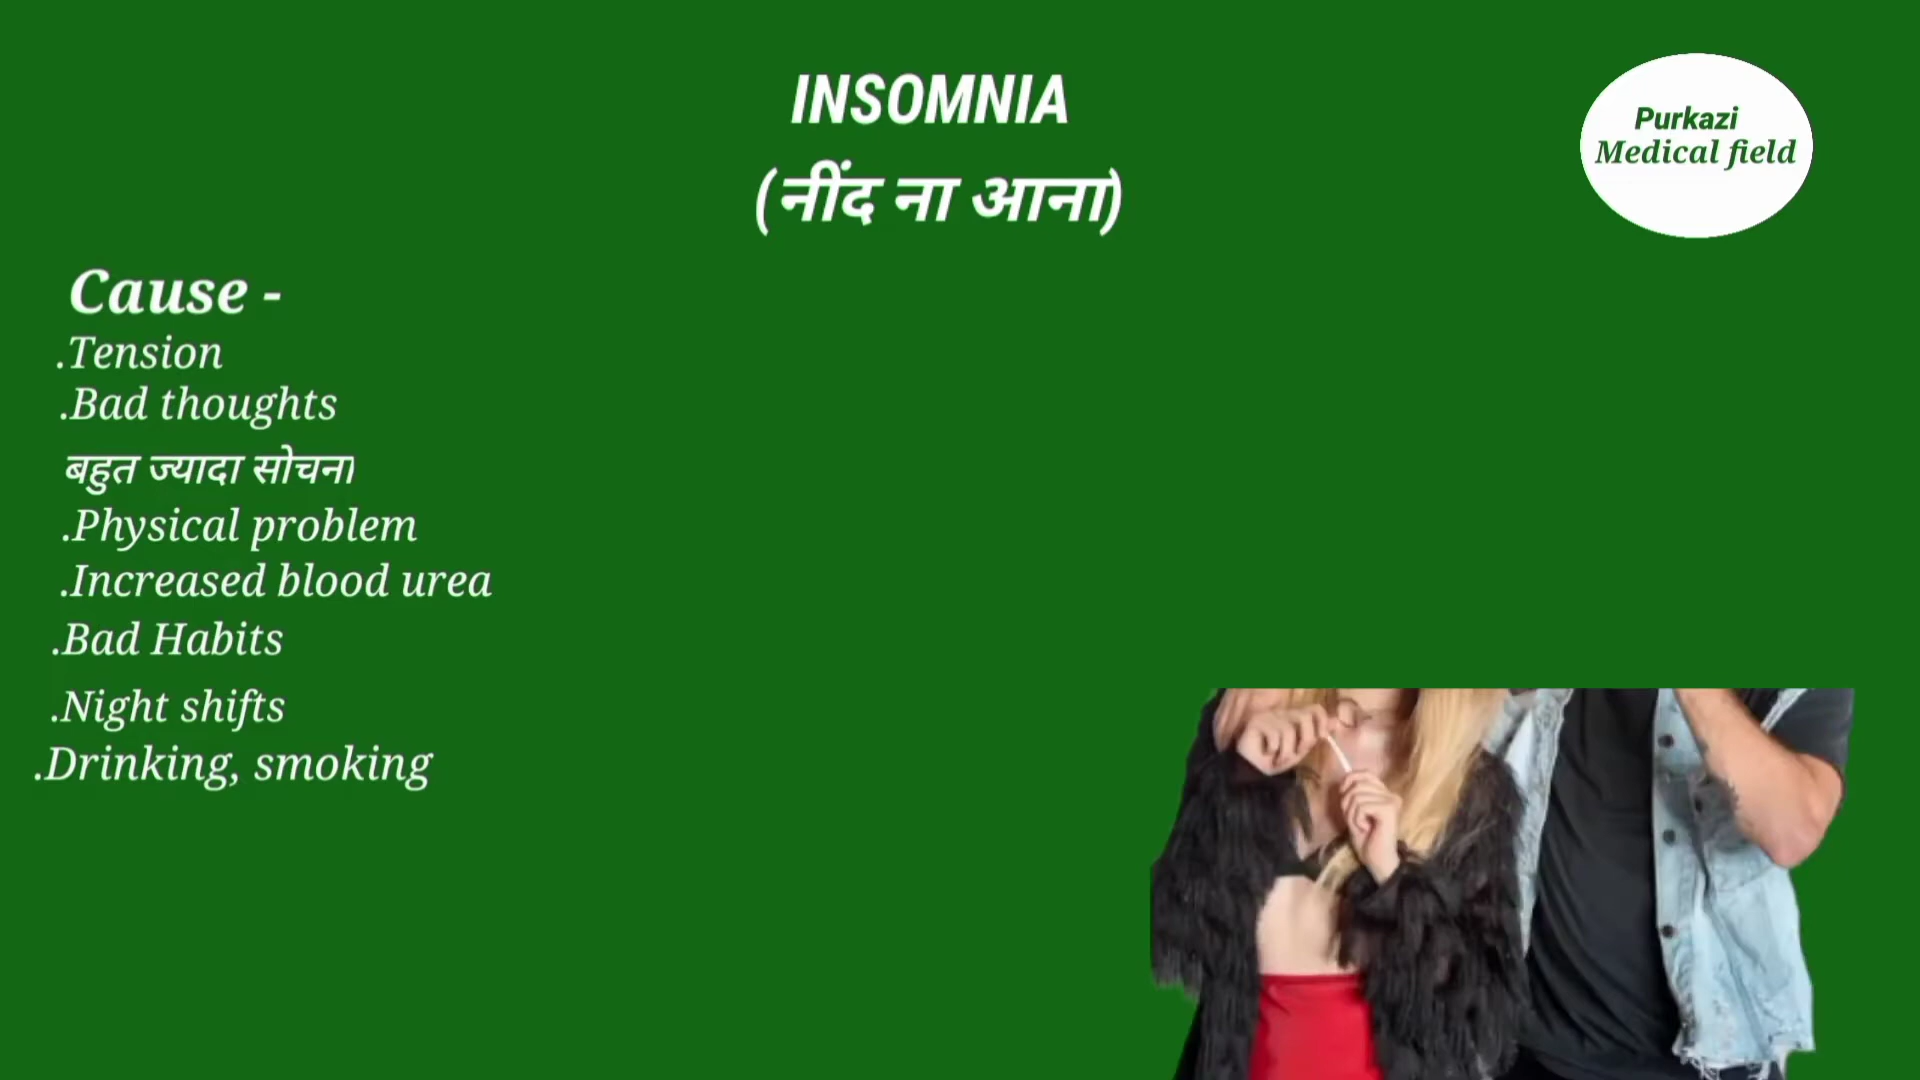 INSOMNIA
(नींद ना आना)
Purkazi
Medical field
Cause -
.Tension
.Bad thoughts
बहुत ज्यादा सोचना
.Physical problem
.Increased blood urea
.Bad Habits
.Night shifts
.Drinking, smoking